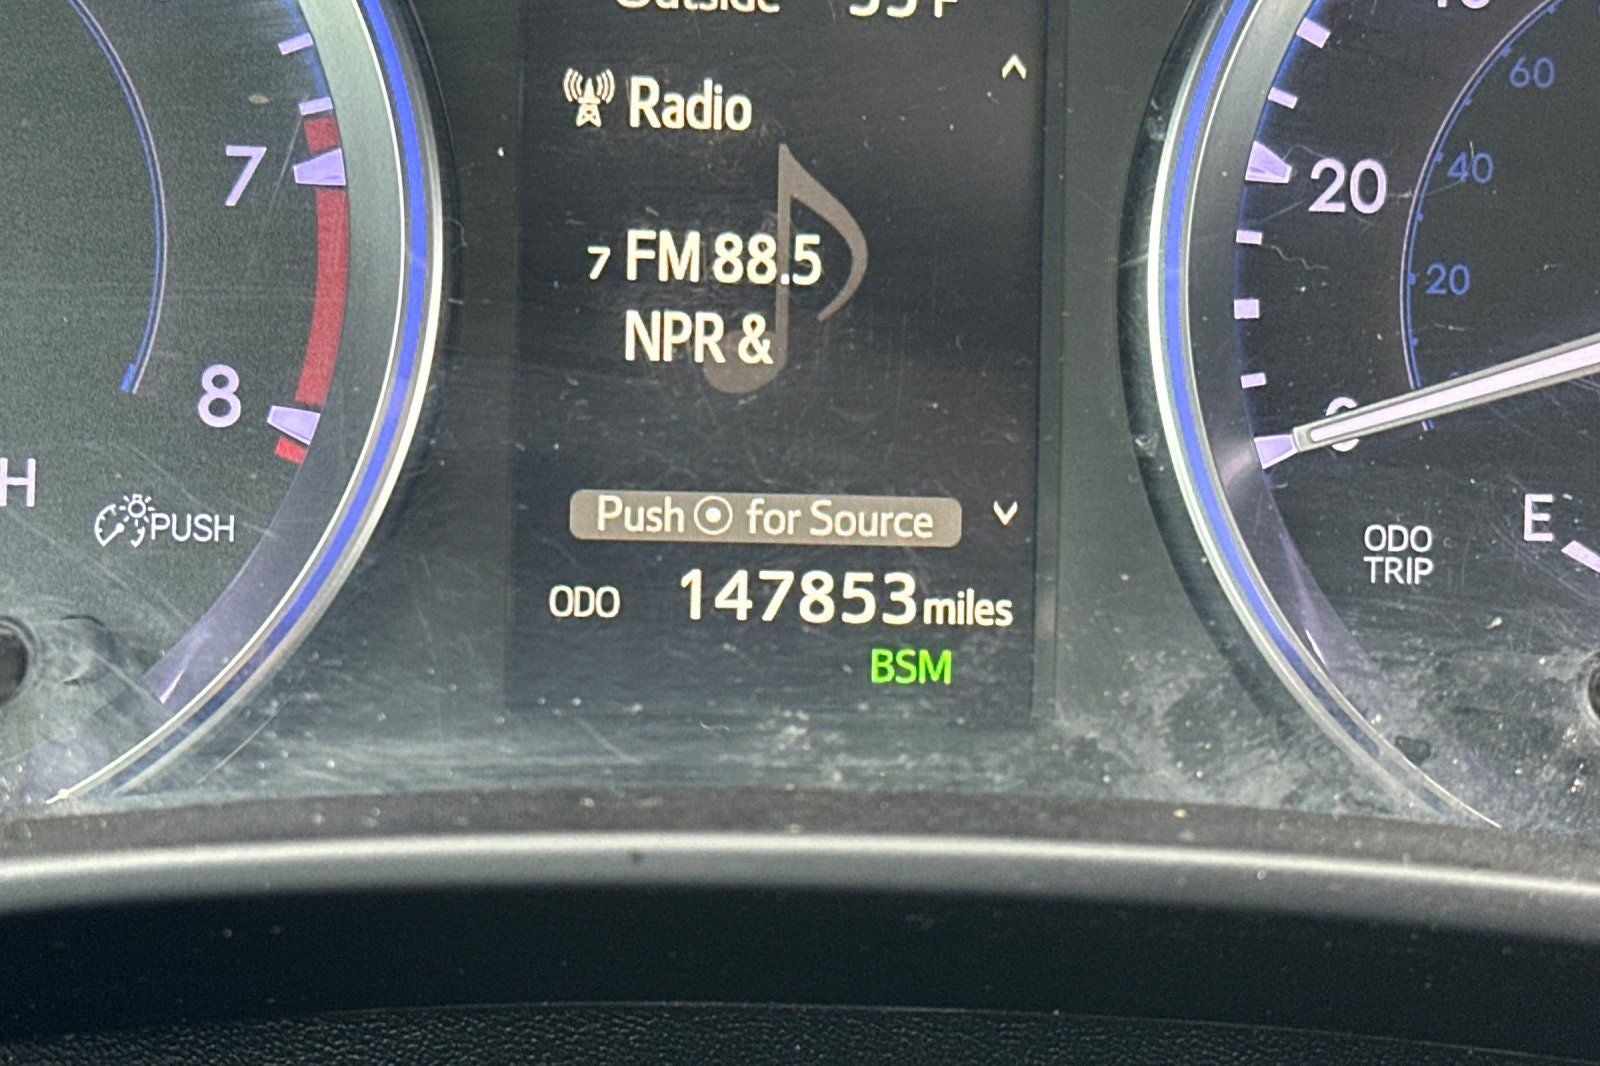 Outside
Radio
7 FM 88.5
NPR &
Push for Source
ODO 147853 miles
BSM
7
8
H
PUSH
20
60
40
20
ODO
TRIP
E